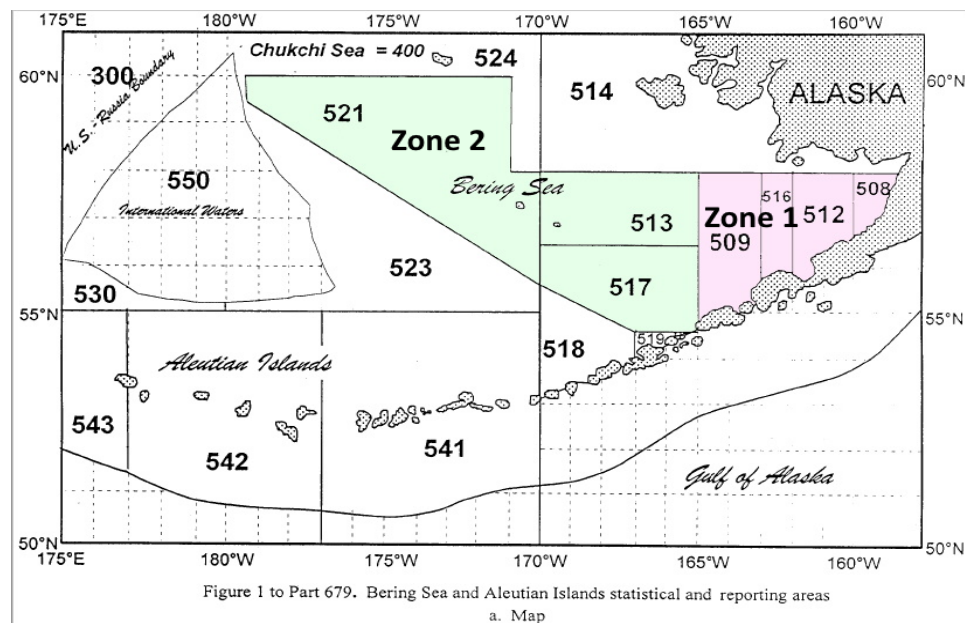 175°E 180°W 175°W 170°W 165°W 160°W
60°N
300
U.S.-Russia Boundary
Chukchi Sea = 400
524
514
ALASKA
60°N
521
Zone 2
550
International Waters
Bering Sea
513
Zone 1
516
508
512
509
523
517
530
55°N
518
519
55°N
Aleutian Islands
543
542
541
Gulf of Alaska
50°N
50°N
175°E 180°W 175°W 170°W 165°W 160°W
Figure 1 to Part 679. Bering Sea and Aleutian Islands statistical and reporting areas
a. Map